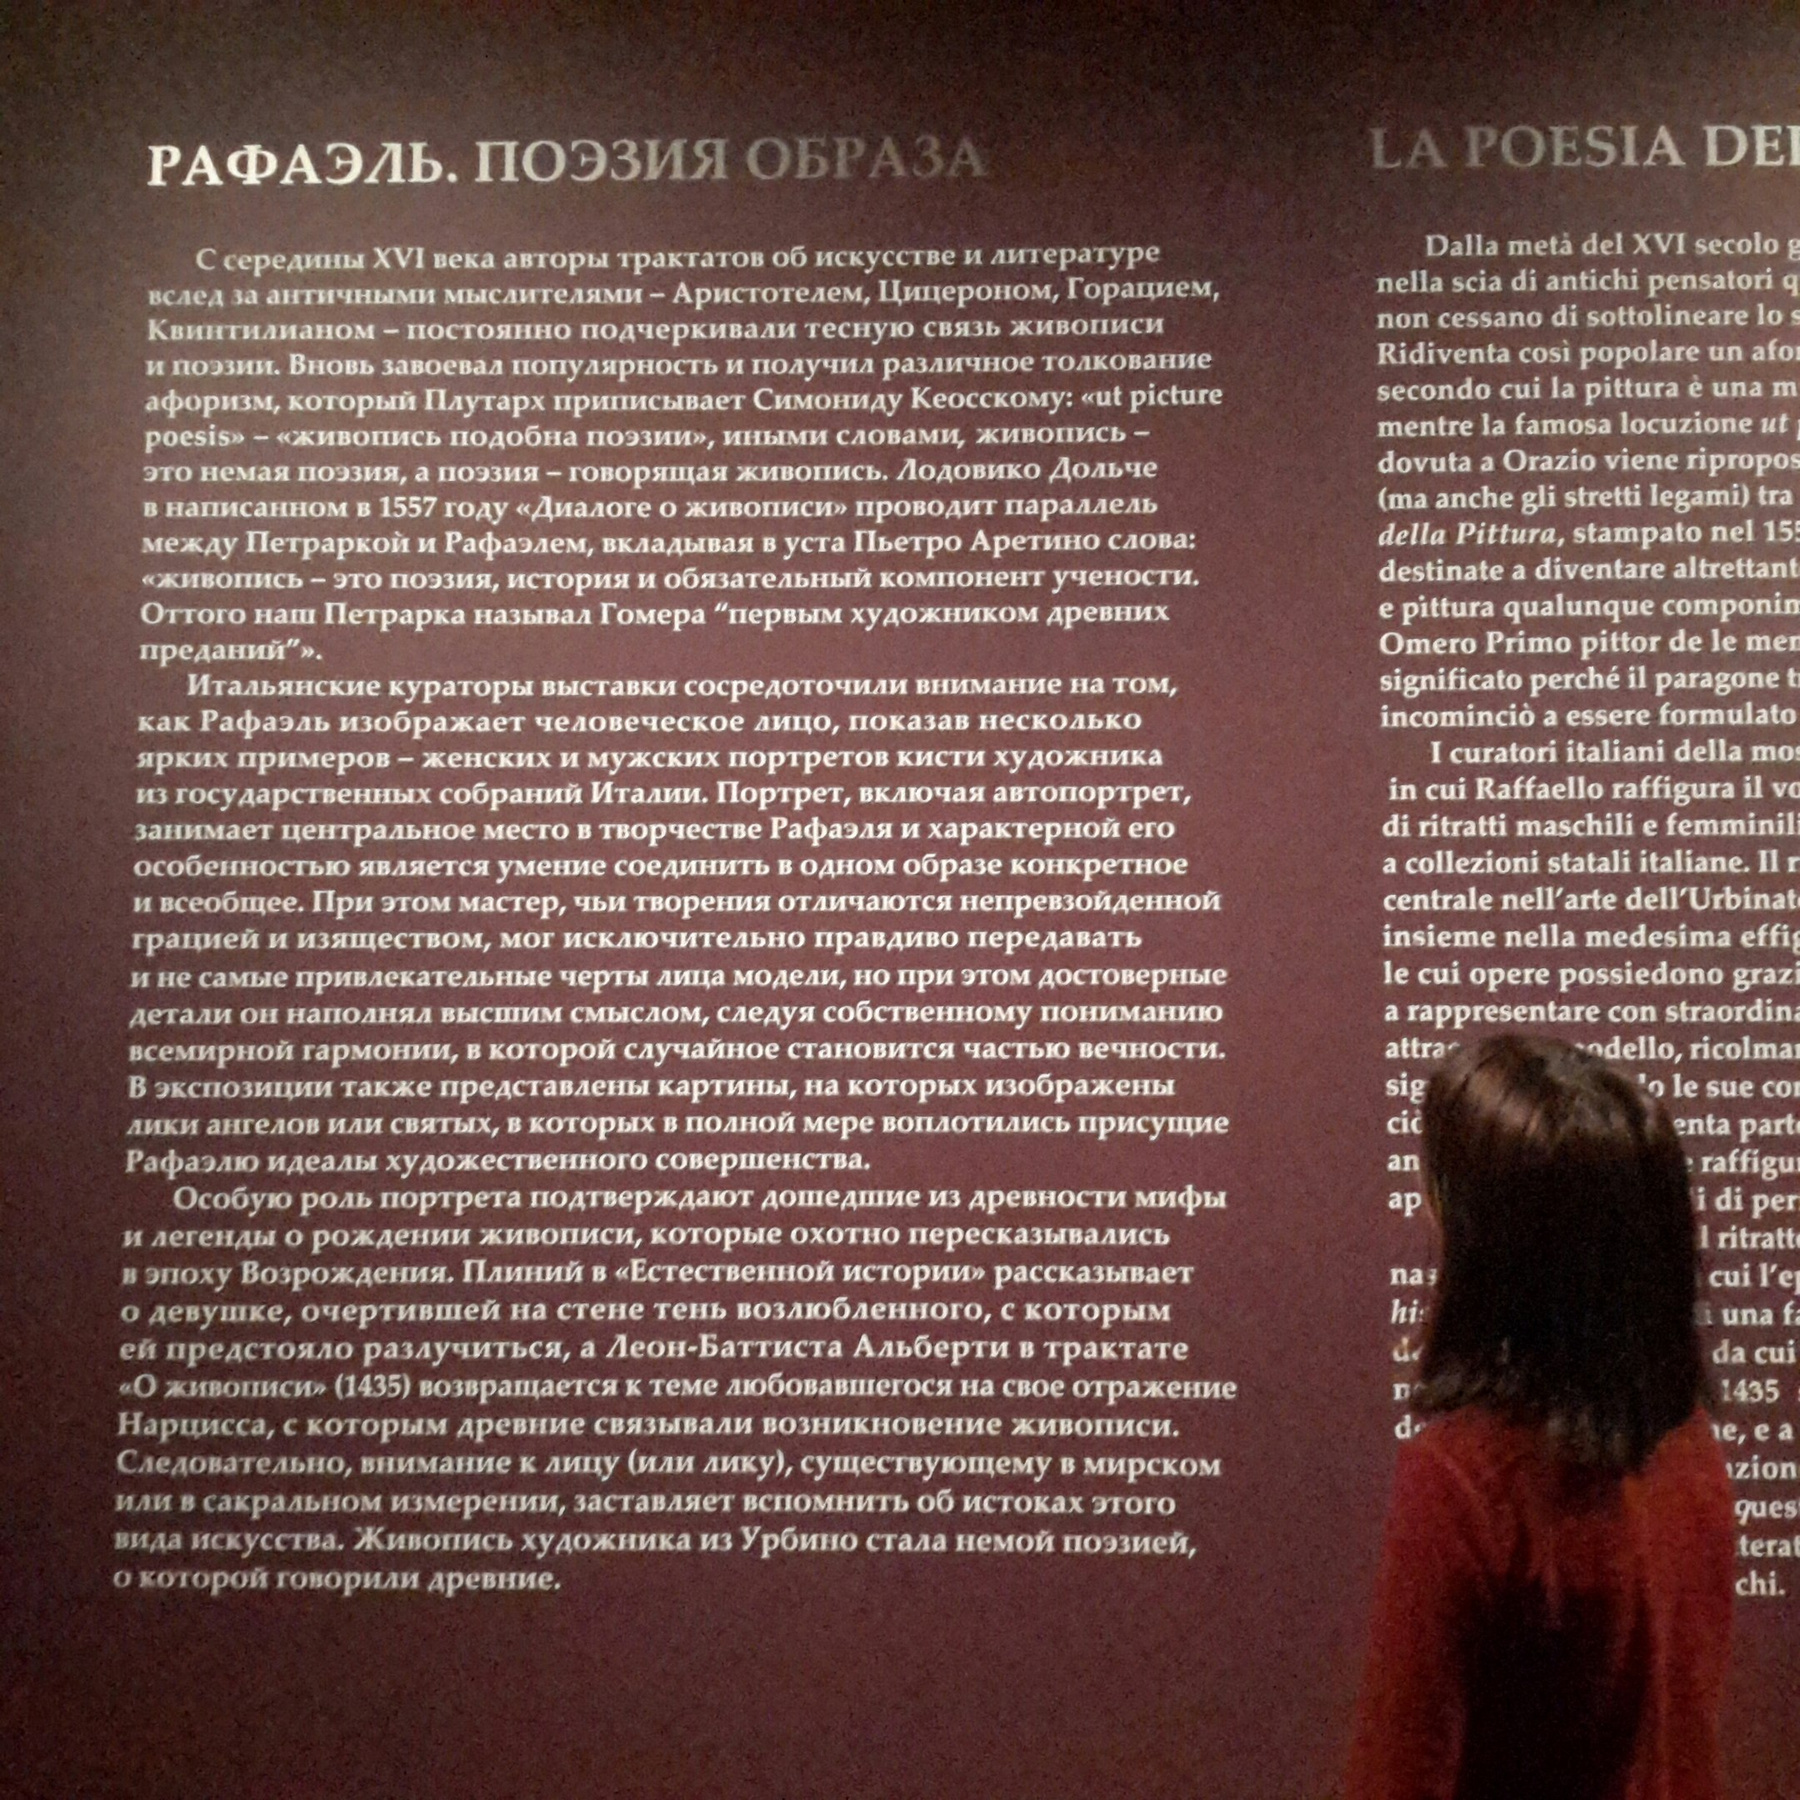 РАФАЭЛЬ. ПОЭЗИЯ ОБРАЗА
С середины XVI века авторы трактатов об искусстве и литературе
вслед за античными мыслителями – Аристотелем, Цицероном, Горацием,
Квинтилианом – постоянно подчеркивали тесную связь живописи
и поэзии. Вновь завоевал популярность и получил различное толкование
афоризм, который Плутарх приписывает Симониду Кеосскому: «ut picture
poesis» – «живопись подобна поэзии», иными словами, живопись –
это немая поэзия, а поэзия – говорящая живопись. Лодовико Дольче
в написанном в 1557 году «Диалоге о живописи» проводит параллель
между Петраркой и Рафаэлем, вкладывая в уста Пьетро Аретино слова:
«живопись – это поэзия, история и обязательный компонент учености.
Оттого наш Петрарка называл Гомера “первым художником древних
преданий”».
Итальянские кураторы выставки сосредоточили внимание на том,
как Рафаэль изображает человеческое лицо, показав несколько
ярких примеров – женских и мужских портретов кисти художника
из государственных собраний Италии. Портрет, включая автопортрет,
занимает центральное место в творчестве Рафаэля и характерной его
особенностью является умение соединить в одном образе конкретное
и всеобщее. При этом мастер, чьи творения отличаются непревзойденной
грацией и изяществом, мог исключительно правдиво передавать
и не самые привлекательные черты лица модели, но при этом достоверные
детали он наполнял высшим смыслом, следуя собственному пониманию
всемирной гармонии, в которой случайное становится частью вечности.
В экспозиции также представлены картины, на которых изображены
лики ангелов или святых, в которых в полной мере воплотились присущие
Рафаэлю идеалы художественного совершенства.
Особую роль портрета подтверждают дошедшие из древности мифы
и легенды о рождении живописи, которые охотно пересказывались
в эпоху Возрождения. Плиний в «Естественной истории» рассказывает
о девушке, очертившей на стене тень возлюбленного, с которым
ей предстояло разлучиться, а Леон-Баттиста Альберти в трактате
«О живописи» (1435) возвращается к теме любовавшегося на свое отражение
Нарцисса, с которым древние связывали возникновение живописи.
Следовательно, внимание к лицу (или лику), существующему в мирском
или в сакральном измерении, заставляет вспомнить об истоках этого
вида искусства. Живопись художника из Урбино стала немой поэзией,
о которой говорили древние.
LA POESIA DEL
Dalla metà del XVI secolo
nella scia di antichi pensatori
non cessano di sottolineare lo
Ridiventa così popolare un
secondo cui la pittura è una
mentre la famosa locuzione ut
dovuta a Orazio viene
(ma anche gli stretti legami) tra
della Pittura, stampato nel
destinate a diventare
e pittura qualunque
Omero Primo pittor de le
significato perché il paragone
incominciò a essere formulato
I curatori italiani della
in cui Raffaello raffigura il
di ritratti maschili e femminili
a collezioni statali italiane. Il
centrale nell’arte
insieme nella medesima
le cui opere possiedono
a rappresentare con
le sue
di
cui
una
da cui
1435
e a
chi.